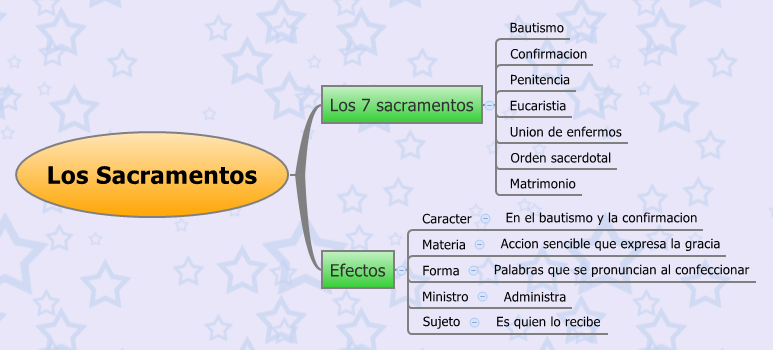 Los Sacramentos
Los 7 sacramentos
Bautismo
Confirmacion
Penitencia
Eucaristia
Union de enfermos
Orden sacerdotal
Matrimonio
Efectos
Caracter En el bautismo y la confirmacion
Materia Accion sencible que expresa la gracia
Forma Palabras que se pronuncian al confeccionar
Ministro Administra
Sujeto Es quien lo recibe